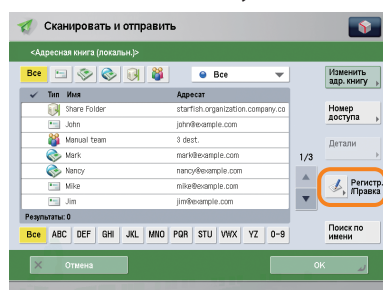 Сканировать и отправить
<Адресная книга (локальн.)>
Все
Все
Изменить
адр. книгу
✓ Тип Имя Адресат
Share Folder starfish.organization.company.co
John john@example.com
Manual team 3 dest.
Mark mark@example.com
Nancy nancy@example.com
Mike mike@example.com
Jim jim@example.com
Номер
доступа
Детали
1/3
Регистр.
/Правка
Результаты: 0
Все ABC DEF GHI JKL MNO PQR STU VWX YZ 0-9
Поиск по
имени
Отмена
OK